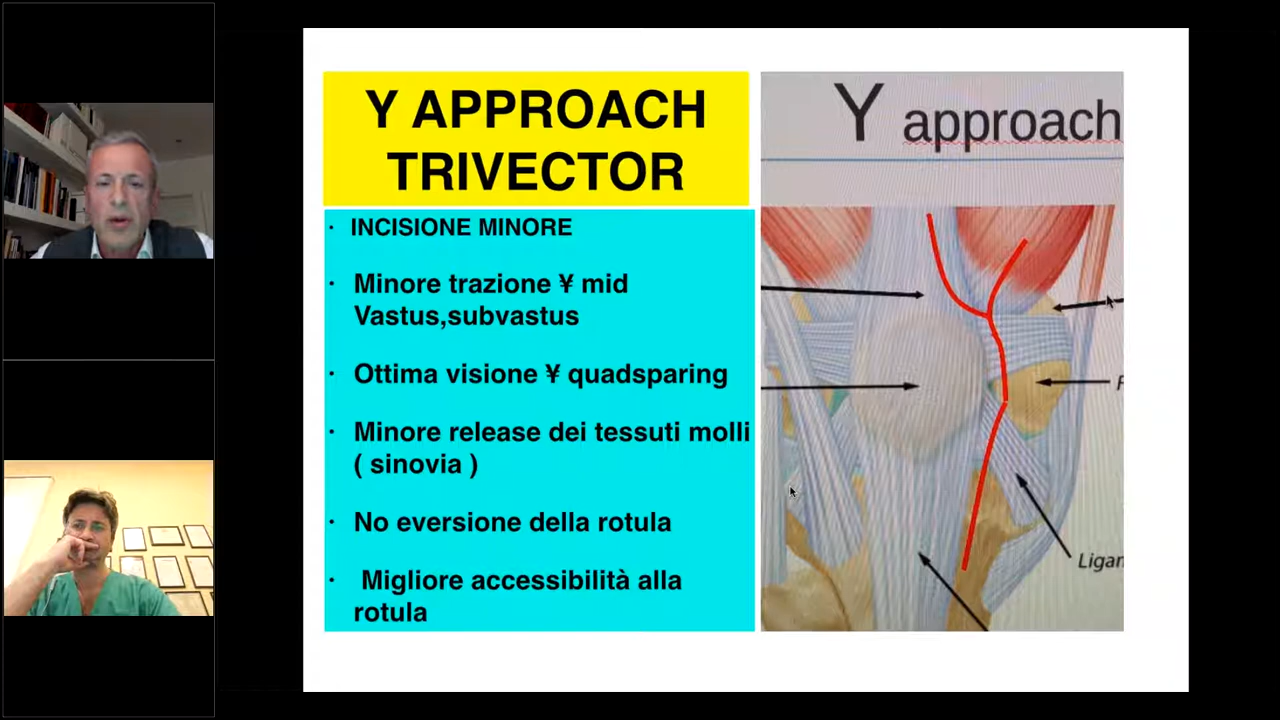 Y APPROACH
TRIVECTOR
· INCISIONE MINORE
· Minore trazione ¥ mid
Vastus,subvastus
· Ottima visione ¥ quadsparing
· Minore release dei tessuti molli
( sinovia )
· No eversione della rotula
· Migliore accessibilità alla
rotula
Y approach